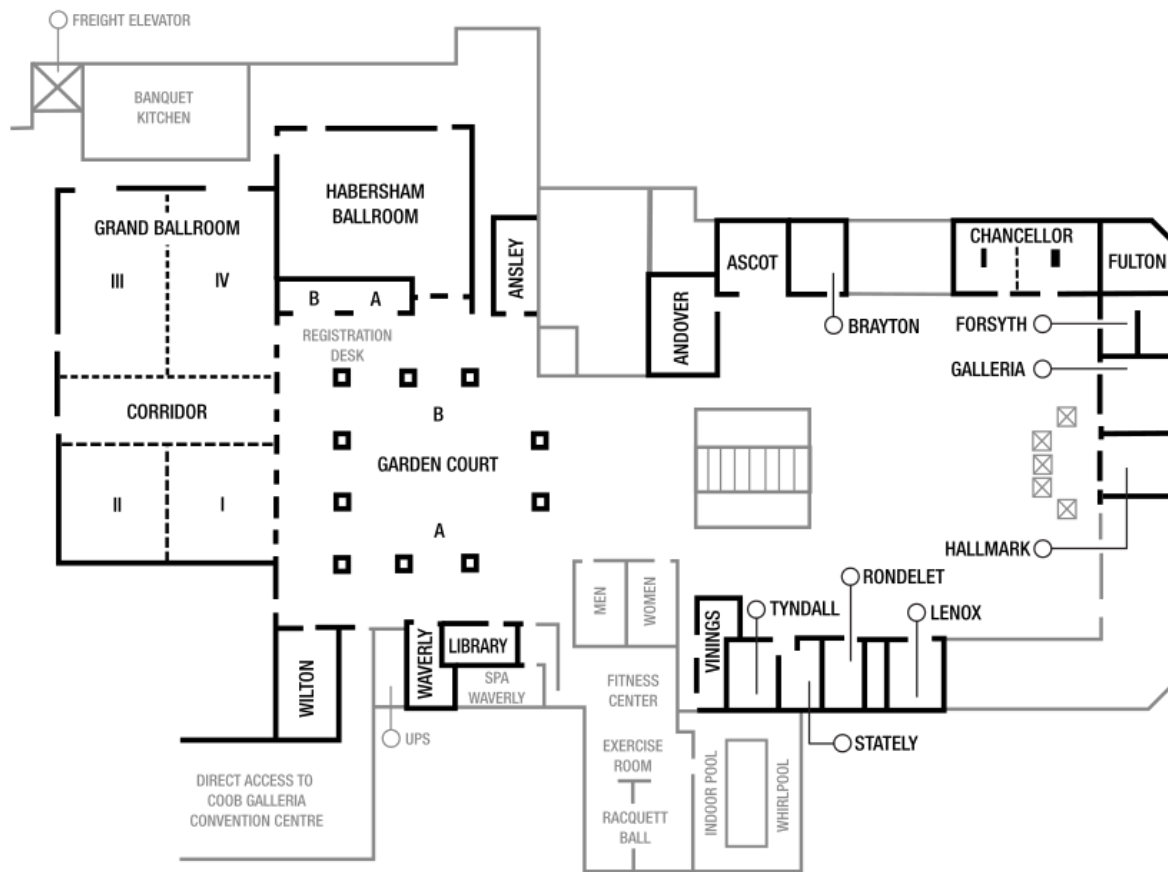 FREIGHT ELEVATOR
BANQUET
KITCHEN
HABERSHAM
BALLROOM
GRAND BALLROOM
III
IV
B
A
REGISTRATION
DESK
ANSLEY
ANDOVER
ASCOT
BRAYTON
CHANCELLOR
FULTON
FORSYTH
GALLERIA
CORRIDOR
B
GARDEN COURT
A
II
I
HALLMARK
MEN
WOMEN
RONDELET
TYNDALL
LENOX
VININGS
STATELY
WILTON
WAVERLY
LIBRARY
SPA
WAVERLY
UPS
FITNESS
CENTER
EXERCISE
ROOM
RACQUETT
BALL
INDOOR POOL
WHIRLPOOL
DIRECT ACCESS TO
COOB GALLERIA
CONVENTION CENTRE